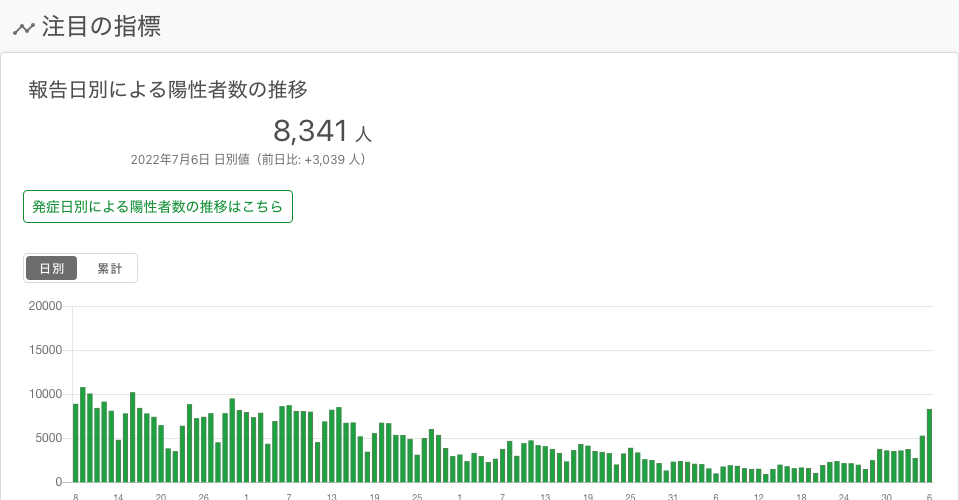 注目の指標
報告日別による陽性者数の推移
8,341 人
2022年7月6日 日別値（前日比: +3,039 人）
発症日別による陽性者数の推移はこちら
日別 累計
20000
15000
10000
5000
0
8 14 20 26 1 7 13 19 25 1 7 13 19 25 31 6 12 18 24 30 6